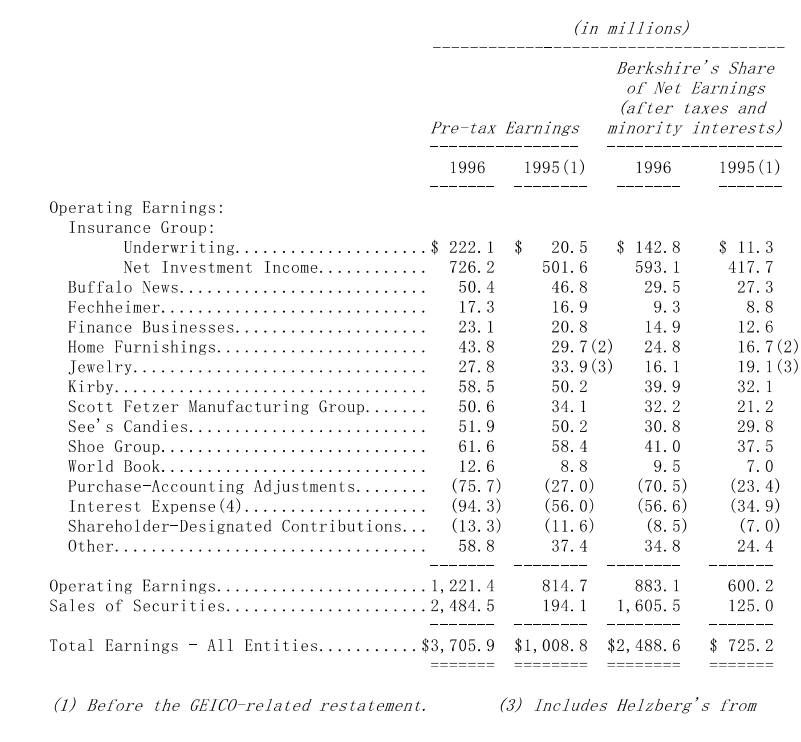 (in millions)
------------------------------------------
Berkshire's Share
of Net Earnings
(after taxes and
Pre-tax Earnings minority interests)
---------------- -------------------
1996 1995(1) 1996 1995(1)
------- ------- ------- -------
Operating Earnings:
Insurance Group:
Underwriting.....................$ 222.1 $ 20.5 $ 142.8 $ 11.3
Net Investment Income............ 726.2 501.6 593.1 417.7
Buffalo News........................... 50.4 46.8 29.5 27.3
Fechheimer............................. 17.3 16.9 9.3 8.8
Finance Businesses..................... 23.1 20.8 14.9 12.6
Home Furnishings....................... 43.8 29.7(2) 24.8 16.7(2)
Jewelry................................ 27.8 33.9(3) 16.1 19.1(3)
Kirby.................................. 58.5 50.2 39.9 32.1
Scott Fetzer Manufacturing Group....... 50.6 34.1 32.2 21.2
See's Candies.......................... 51.9 50.2 30.8 29.8
Shoe Group............................. 61.6 58.4 41.0 37.5
World Book............................. 12.6 8.8 9.5 7.0
Purchase-Accounting Adjustments........ (75.7) (27.0) (70.5) (23.4)
Interest Expense(4).................... (94.3) (56.0) (56.6) (34.9)
Shareholder-Designated Contributions... (13.3) (11.6) (8.5) (7.0)
Other.................................. 58.8 37.4 34.8 24.4
------- ------- -------- -------
Operating Earnings.......................1,221.4 814.7 883.1 600.2
Sales of Securities......................2,484.5 194.1 1,605.5 125.0
------- -------- -------- -------
Total Earnings - All Entities...........$3,705.9 $1,008.8 $2,488.6 $ 725.2
======= ======== ======== =======
(1) Before the GEICO-related restatement. (3) Includes Helzberg's from